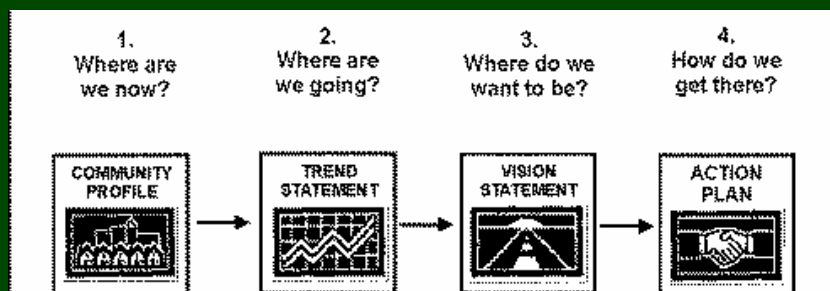 1.
Where are
we now?
2.
Where are
we going?
3.
Where do we
want to be?
4.
How do we
get there?
COMMUNITY
PROFILE
TREND
STATEMENT
VISION
STATEMENT
ACTION
PLAN